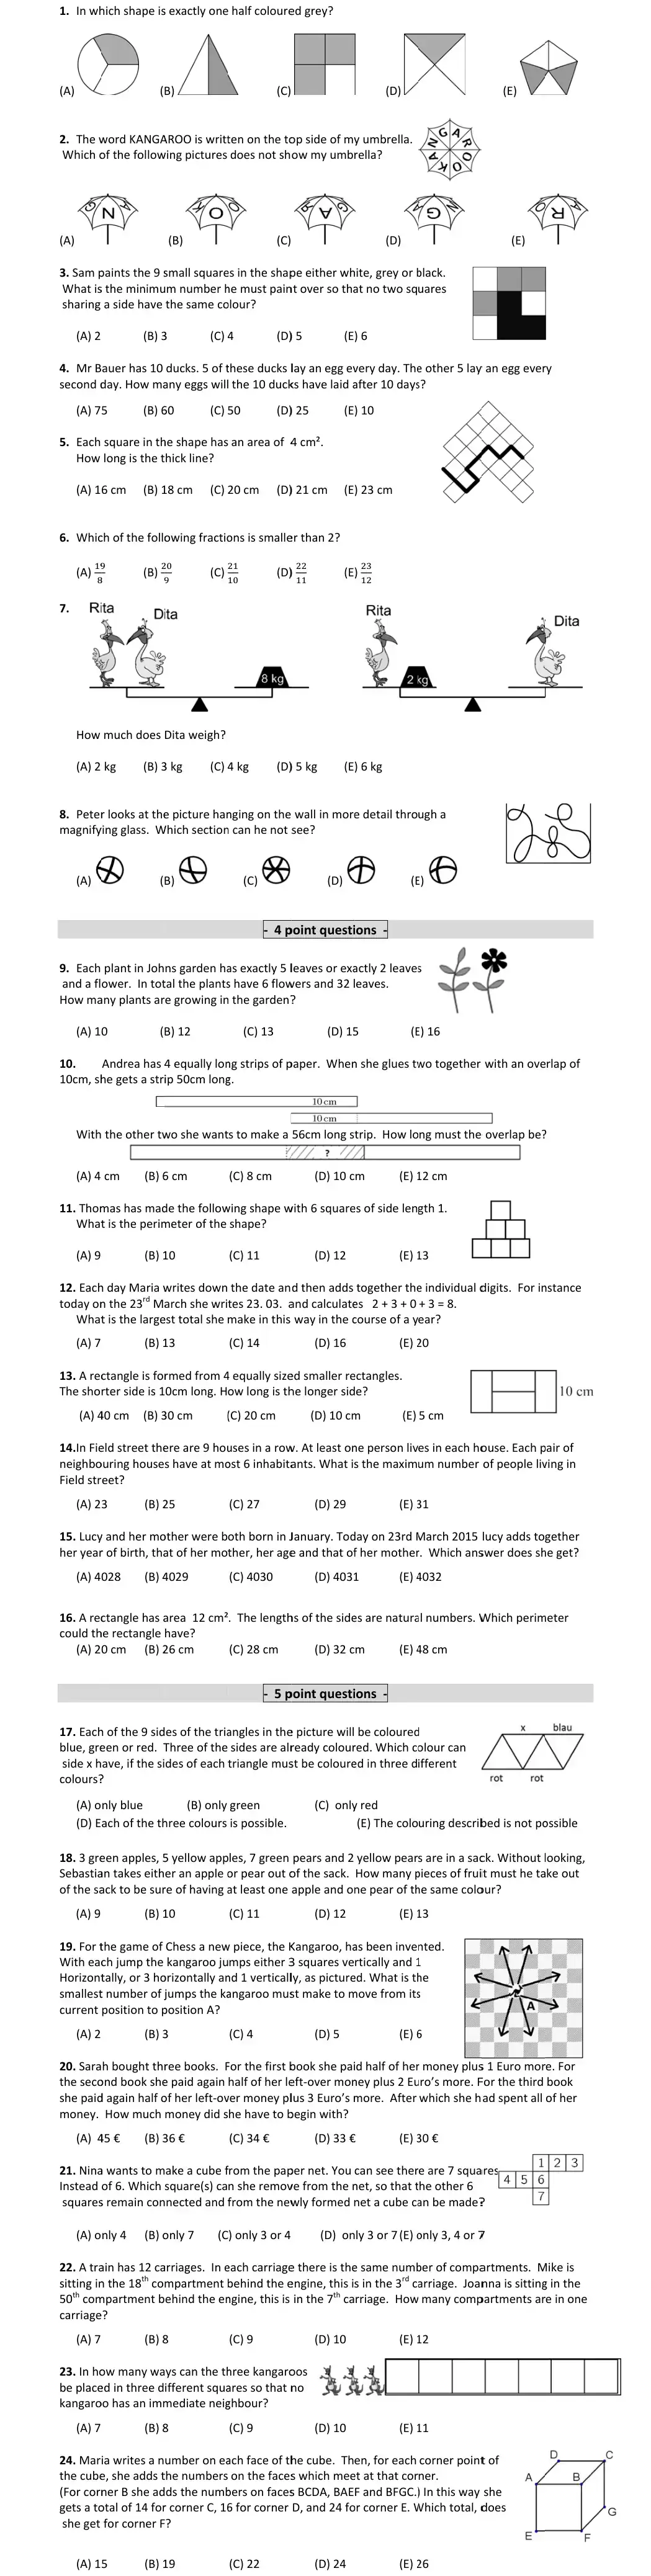 1. In which shape is exactly one half coloured grey?
(A) (B) (C) (D) (E)
2. The word KANGAROO is written on the top side of my umbrella.
Which of the following pictures does not show my umbrella?
KANGAROO
N O A G R
(A) (B) (C) (D) (E)
3. Sam paints the 9 small squares in the shape either white, grey or black.
What is the minimum number he must paint over so that no two squares
sharing a side have the same colour?
(A) 2 (B) 3 (C) 4 (D) 5 (E) 6
4. Mr Bauer has 10 ducks. 5 of these ducks lay an egg every day. The other 5 lay an egg every
second day. How many eggs will the 10 ducks have laid after 10 days?
(A) 75 (B) 60 (C) 50 (D) 25 (E) 10
5. Each square in the shape has an area of 4 cm².
How long is the thick line?
(A) 16 cm (B) 18 cm (C) 20 cm (D) 21 cm (E) 23 cm
6. Which of the following fractions is smaller than 2?
(A) 19/8 (B) 20/9 (C) 21/10 (D) 22/11 (E) 23/12
7. Rita Dita Rita Dita
8 kg 2 kg
How much does Dita weigh?
(A) 2 kg (B) 3 kg (C) 4 kg (D) 5 kg (E) 6 kg
8. Peter looks at the picture hanging on the wall in more detail through a
magnifying glass. Which section can he not see?
(A) (B) (C) (D) (E)
- 4 point questions -
9. Each plant in Johns garden has exactly 5 leaves or exactly 2 leaves
and a flower. In total the plants have 6 flowers and 32 leaves.
How many plants are growing in the garden?
(A) 10 (B) 12 (C) 13 (D) 15 (E) 16
10. Andrea has 4 equally long strips of paper. When she glues two together with an overlap of
10cm, she gets a strip 50cm long.
10 cm
10 cm
With the other two she wants to make a 56cm long strip. How long must the overlap be?
?
(A) 4 cm (B) 6 cm (C) 8 cm (D) 10 cm (E) 12 cm
11. Thomas has made the following shape with 6 squares of side length 1.
What is the perimeter of the shape?
(A) 9 (B) 10 (C) 11 (D) 12 (E) 13
12. Each day Maria writes down the date and then adds together the individual digits. For instance
today on the 23rd March she writes 23. 03. and calculates 2 + 3 + 0 + 3 = 8.
What is the largest total she make in this way in the course of a year?
(A) 7 (B) 13 (C) 14 (D) 16 (E) 20
13. A rectangle is formed from 4 equally sized smaller rectangles.
The shorter side is 10cm long. How long is the longer side?
10 cm
(A) 40 cm (B) 30 cm (C) 20 cm (D) 10 cm (E) 5 cm
14.In Field street there are 9 houses in a row. At least one person lives in each house. Each pair of
neighbouring houses have at most 6 inhabitants. What is the maximum number of people living in
Field street?
(A) 23 (B) 25 (C) 27 (D) 29 (E) 31
15. Lucy and her mother were both born in January. Today on 23rd March 2015 lucy adds together
her year of birth, that of her mother, her age and that of her mother. Which answer does she get?
(A) 4028 (B) 4029 (C) 4030 (D) 4031 (E) 4032
16. A rectangle has area 12 cm². The lengths of the sides are natural numbers. Which perimeter
could the rectangle have?
(A) 20 cm (B) 26 cm (C) 28 cm (D) 32 cm (E) 48 cm
- 5 point questions -
17. Each of the 9 sides of the triangles in the picture will be coloured
blue, green or red. Three of the sides are already coloured. Which colour can
side x have, if the sides of each triangle must be coloured in three different
colours?
x blau
rot rot
(A) only blue (B) only green (C) only red
(D) Each of the three colours is possible. (E) The colouring described is not possible
18. 3 green apples, 5 yellow apples, 7 green pears and 2 yellow pears are in a sack. Without looking,
Sebastian takes either an apple or pear out of the sack. How many pieces of fruit must he take out
of the sack to be sure of having at least one apple and one pear of the same colour?
(A) 9 (B) 10 (C) 11 (D) 12 (E) 13
19. For the game of Chess a new piece, the Kangaroo, has been invented.
With each jump the kangaroo jumps either 3 squares vertically and 1
Horizontally, or 3 horizontally and 1 vertically, as pictured. What is the
smallest number of jumps the kangaroo must make to move from its
current position to position A?
A
(A) 2 (B) 3 (C) 4 (D) 5 (E) 6
20. Sarah bought three books. For the first book she paid half of her money plus 1 Euro more. For
the second book she paid again half of her left-over money plus 2 Euro's more. For the third book
she paid again half of her left-over money plus 3 Euro's more. After which she had spent all of her
money. How much money did she have to begin with?
(A) 45 € (B) 36 € (C) 34 € (D) 33 € (E) 30 €
21. Nina wants to make a cube from the paper net. You can see there are 7 squares
Instead of 6. Which square(s) can she remove from the net, so that the other 6
squares remain connected and from the newly formed net a cube can be made?
1 2 3
4 5 6
7
(A) only 4 (B) only 7 (C) only 3 or 4 (D) only 3 or 7 (E) only 3, 4 or 7
22. A train has 12 carriages. In each carriage there is the same number of compartments. Mike is
sitting in the 18th compartment behind the engine, this is in the 3rd carriage. Joanna is sitting in the
50th compartment behind the engine, this is in the 7th carriage. How many compartments are in one
carriage?
(A) 7 (B) 8 (C) 9 (D) 10 (E) 12
23. In how many ways can the three kangaroos
be placed in three different squares so that no
kangaroo has an immediate neighbour?
(A) 7 (B) 8 (C) 9 (D) 10 (E) 11
24. Maria writes a number on each face of the cube. Then, for each corner point of
the cube, she adds the numbers on the faces which meet at that corner.
(For corner B she adds the numbers on faces BCDA, BAEF and BFGC.) In this way she
gets a total of 14 for corner C, 16 for corner D, and 24 for corner E. Which total, does
she get for corner F?
D C
A B
G
E F
(A) 15 (B) 19 (C) 22 (D) 24 (E) 26